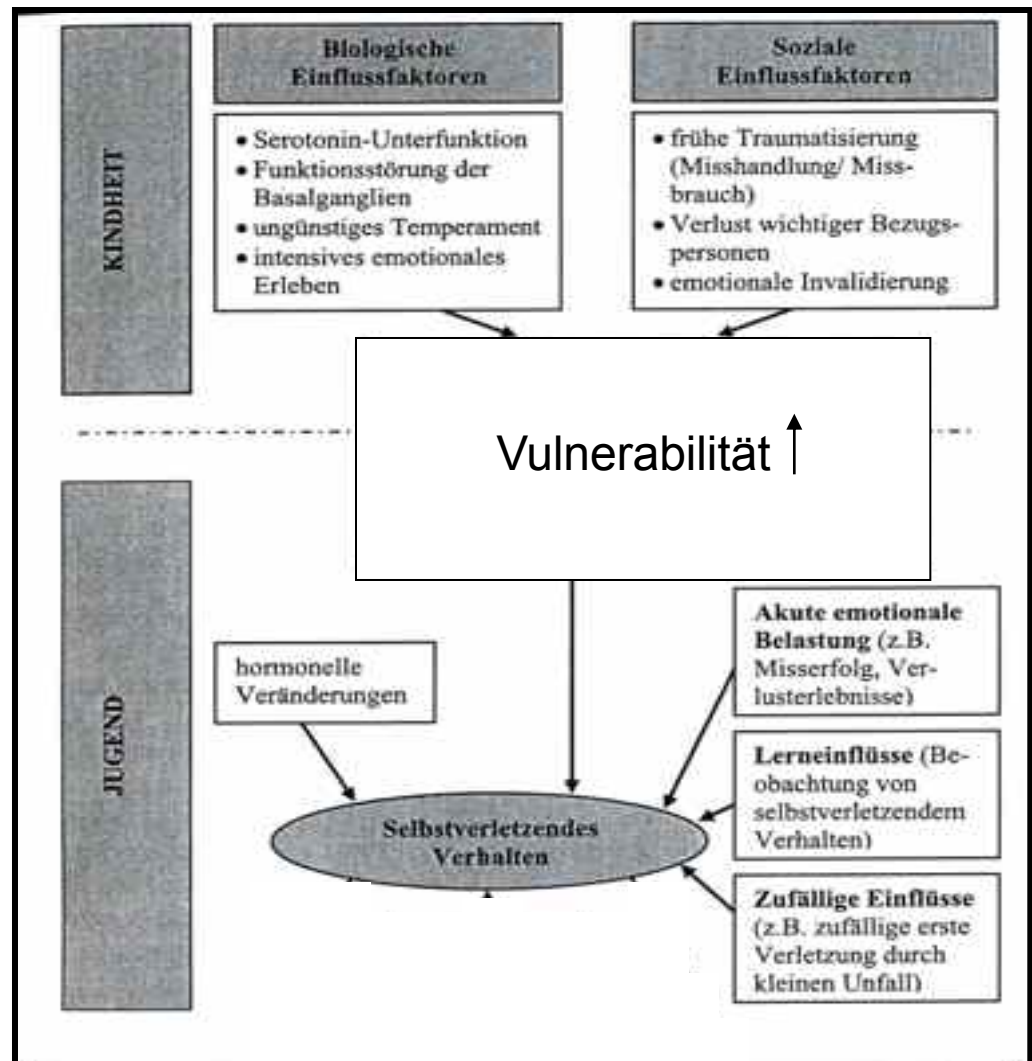 KINDHEIT
Biologische
Einflussfaktoren
• Serotonin-Unterfunktion
• Funktionsstörung der
Basalganglien
• ungünstiges Temperament
• intensives emotionales
Erleben
Soziale
Einflussfaktoren
• frühe Traumatisierung
(Misshandlung/ Miss-
brauch)
• Verlust wichtiger Bezugs-
personen
• emotionale Invalidierung
Vulnerabilität ↑
JUGEND
hormonelle
Veränderungen
Selbstverletzendes
Verhalten
Akute emotionale
Belastung (z.B.
Misserfolg, Ver-
lusterlebnisse)
Lerneinflüsse (Be-
obachtung von
selbstverletzendem
Verhalten)
Zufällige Einflüsse
(z.B. zufällige erste
Verletzung durch
kleinen Unfall)